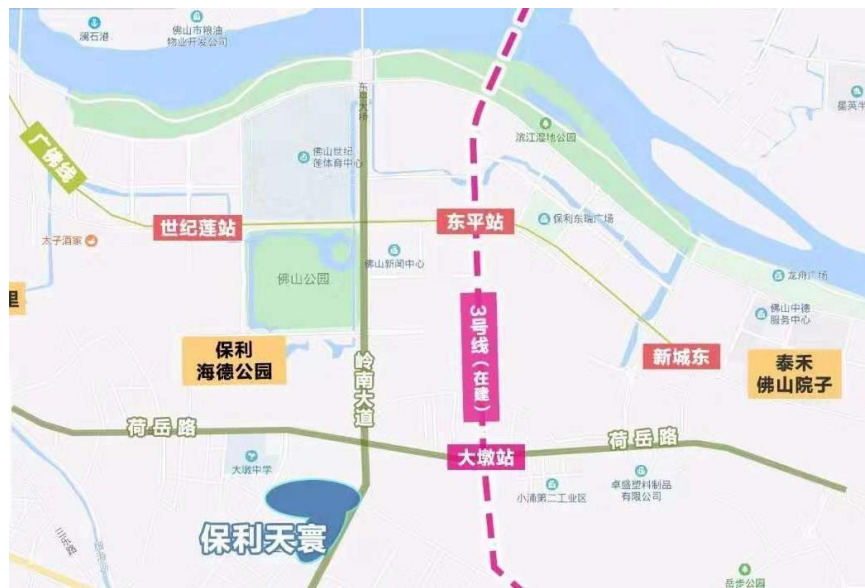 澜石港
佛山市粮油
物业开发公司
东平大桥
星英半
广佛线
佛山世纪
莲体育中心
滨江湿地公园
世纪莲站
东平站
保利东瑞广场
太子酒家
佛山新闻中心
佛山公园
龙舟广场
里
3号线（在建）
佛山中德
服务中心
保利
海德公园
岭南大道
新城东
泰禾
佛山院子
荷岳路
荷岳路
大墩站
大墩中学
小涌第二工业区
卓盛塑料制品
有限公司
保利天寰
三乐路
岳步公园